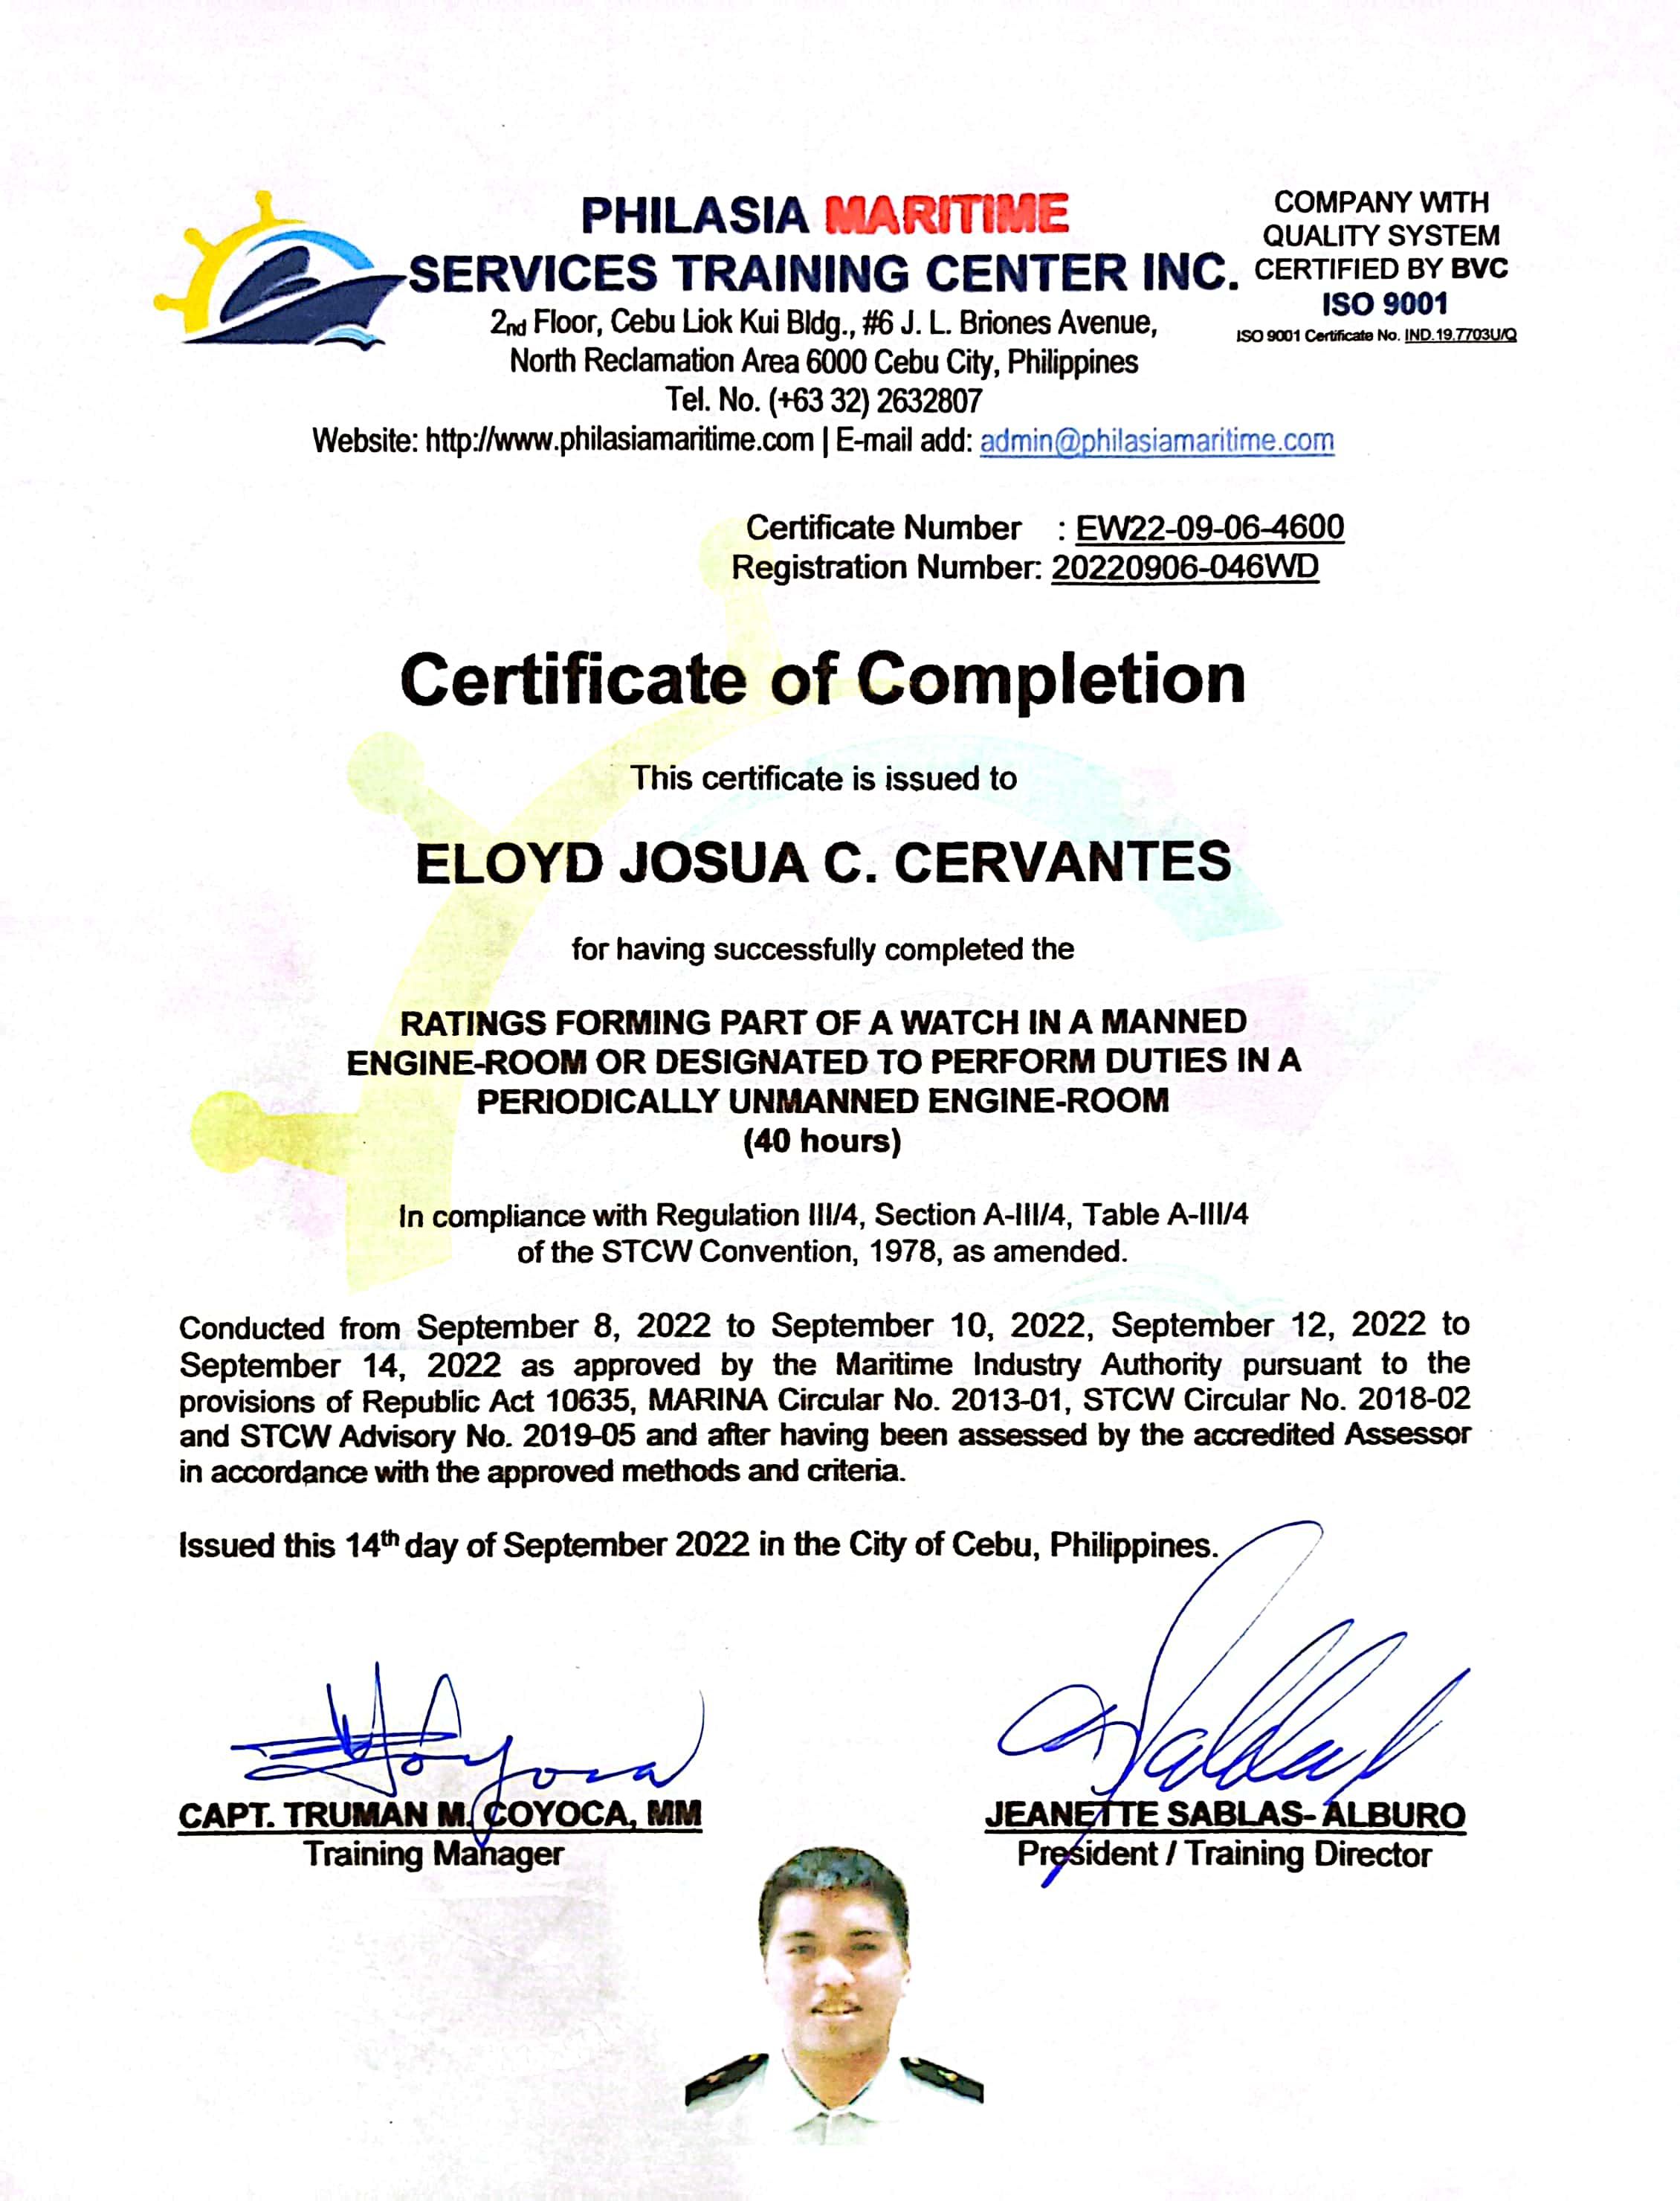 PHILASIA MARITIME
SERVICES TRAINING CENTER INC.
2nd Floor, Cebu Liok Kui Bldg., #6 J. L. Briones Avenue,
North Reclamation Area 6000 Cebu City, Philippines
Tel. No. (+63 32) 2632807
Website: http://www.philasiamaritime.com | E-mail add: admin@philasiamaritime.com
COMPANY WITH
QUALITY SYSTEM
CERTIFIED BY BVC
ISO 9001
ISO 9001 Certificate No. IND.19.7703U/Q
Certificate Number : EW22-09-06-4600
Registration Number: 20220906-046WD
Certificate of Completion
This certificate is issued to
ELOYD JOSUA C. CERVANTES
for having successfully completed the
RATINGS FORMING PART OF A WATCH IN A MANNED
ENGINE-ROOM OR DESIGNATED TO PERFORM DUTIES IN A
PERIODICALLY UNMANNED ENGINE-ROOM
(40 hours)
In compliance with Regulation III/4, Section A-III/4, Table A-III/4
of the STCW Convention, 1978, as amended.
Conducted from September 8, 2022 to September 10, 2022, September 12, 2022 to
September 14, 2022 as approved by the Maritime Industry Authority pursuant to the
provisions of Republic Act 10635, MARINA Circular No. 2013-01, STCW Circular No. 2018-02
and STCW Advisory No. 2019-05 and after having been assessed by the accredited Assessor
in accordance with the approved methods and criteria.
Issued this 14th day of September 2022 in the City of Cebu, Philippines.
CAPT. TRUMAN M. COYOCA, MM
Training Manager
JEANETTE SABLAS- ALBURO
President / Training Director